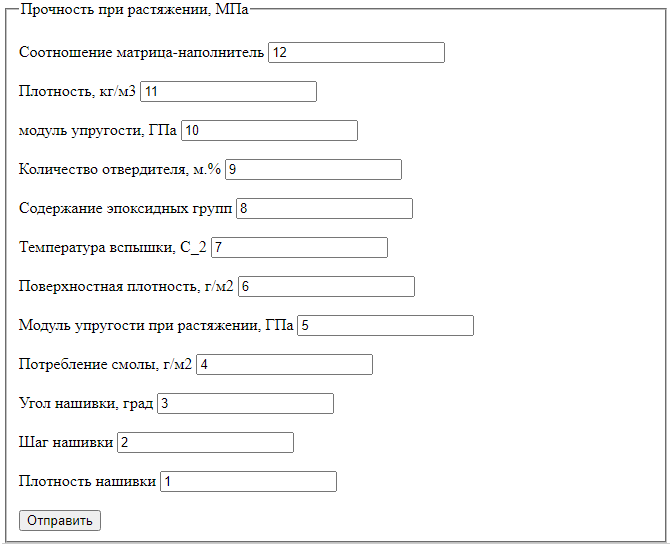 Прочность при растяжении, МПа
Соотношение матрица-наполнитель 12
Плотность, кг/м3 11
модуль упругости, ГПа 10
Количество отвердителя, м.% 9
Содержание эпоксидных групп 8
Температура вспышки, С_2 7
Поверхностная плотность, г/м2 6
Модуль упругости при растяжении, ГПа 5
Потребление смолы, г/м2 4
Угол нашивки, град 3
Шаг нашивки 2
Плотность нашивки 1
Отправить